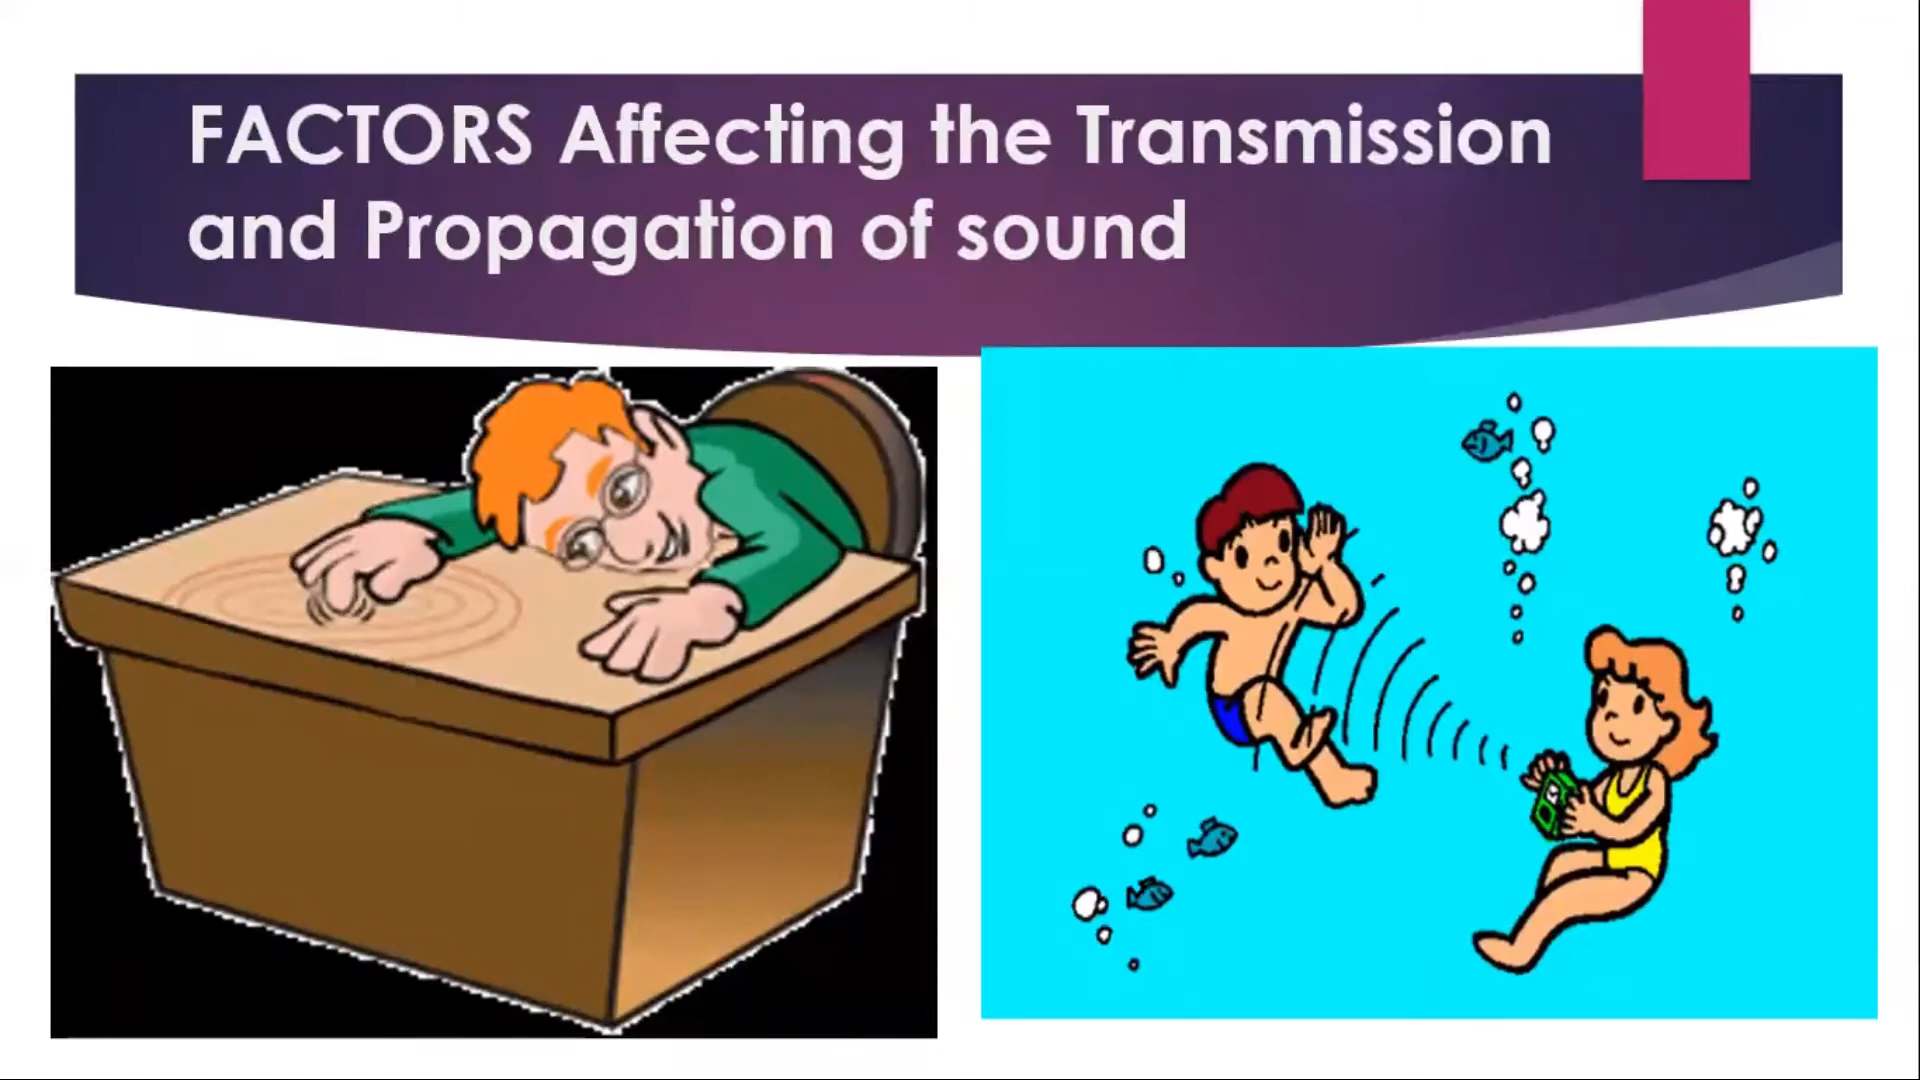 FACTORS Affecting the Transmission
and Propagation of sound